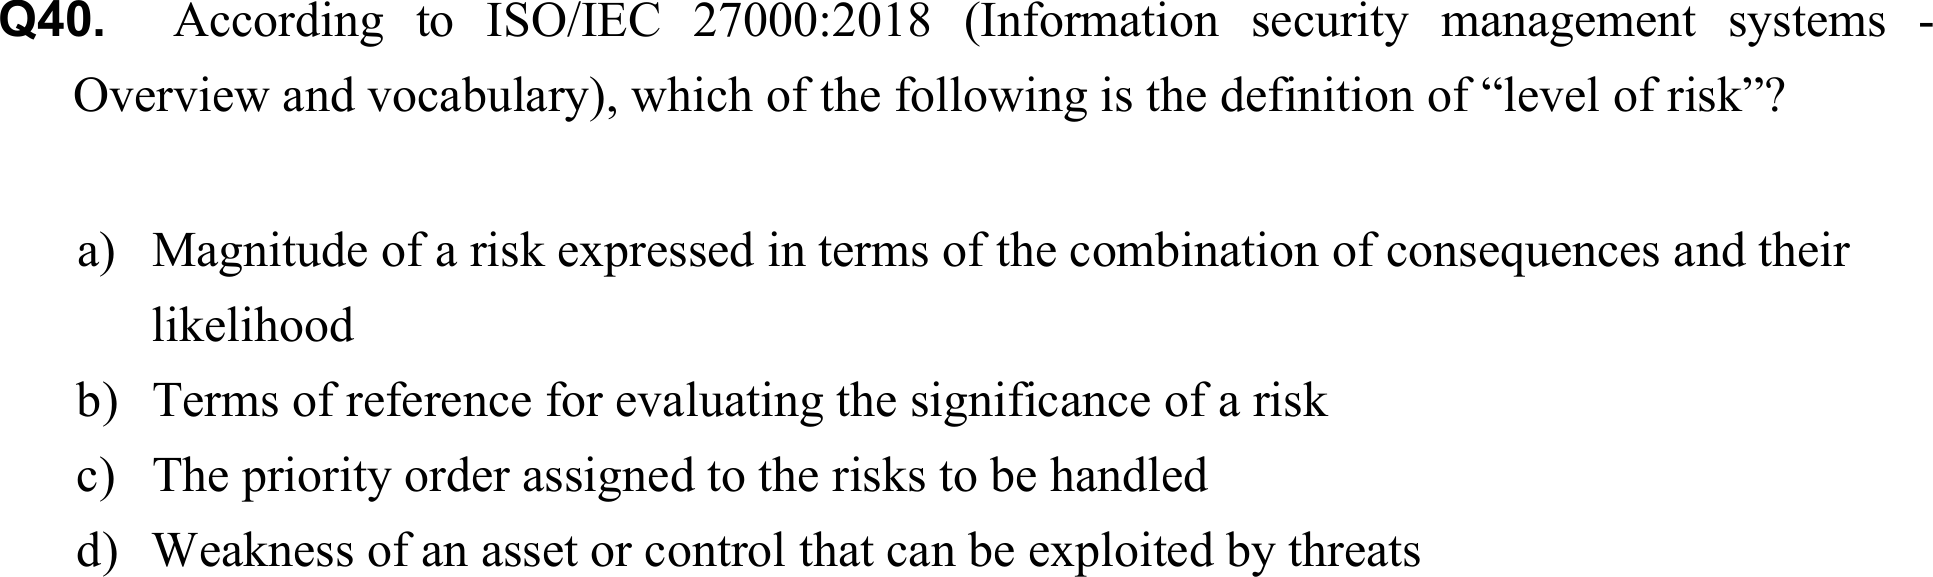 Q40. According to ISO/IEC 27000:2018 (Information security management systems -
Overview and vocabulary), which of the following is the definition of “level of risk”?
a) Magnitude of a risk expressed in terms of the combination of consequences and their
likelihood
b) Terms of reference for evaluating the significance of a risk
c) The priority order assigned to the risks to be handled
d) Weakness of an asset or control that can be exploited by threats